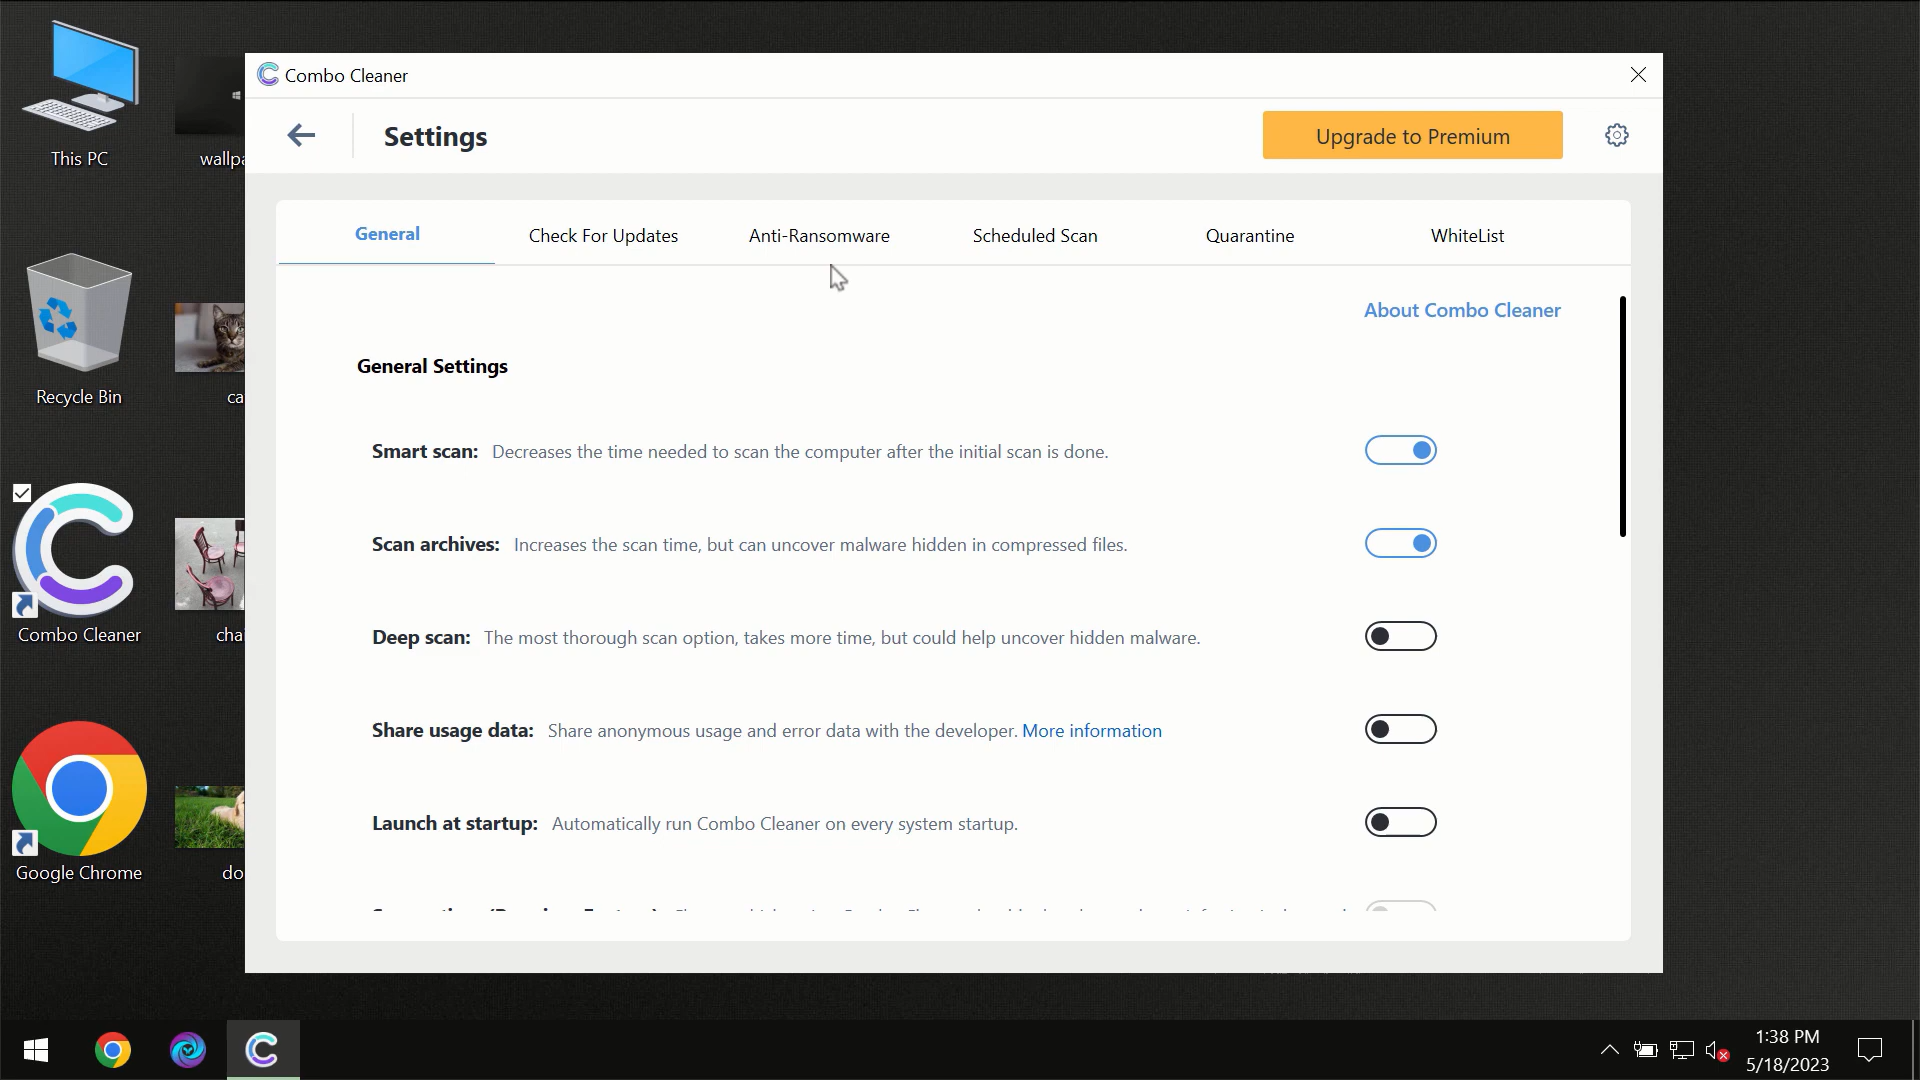 This PC
wallpa
Recycle Bin
ca
Combo Cleaner
chai
Google Chrome
do
Combo Cleaner
Settings
Upgrade to Premium
General
Check For Updates
Anti-Ransomware
Scheduled Scan
Quarantine
WhiteList
About Combo Cleaner
General Settings
Smart scan: Decreases the time needed to scan the computer after the initial scan is done.
Scan archives: Increases the scan time, but can uncover malware hidden in compressed files.
Deep scan: The most thorough scan option, takes more time, but could help uncover hidden malware.
Share usage data: Share anonymous usage and error data with the developer. More information
Launch at startup: Automatically run Combo Cleaner on every system startup.
1:38 PM
5/18/2023